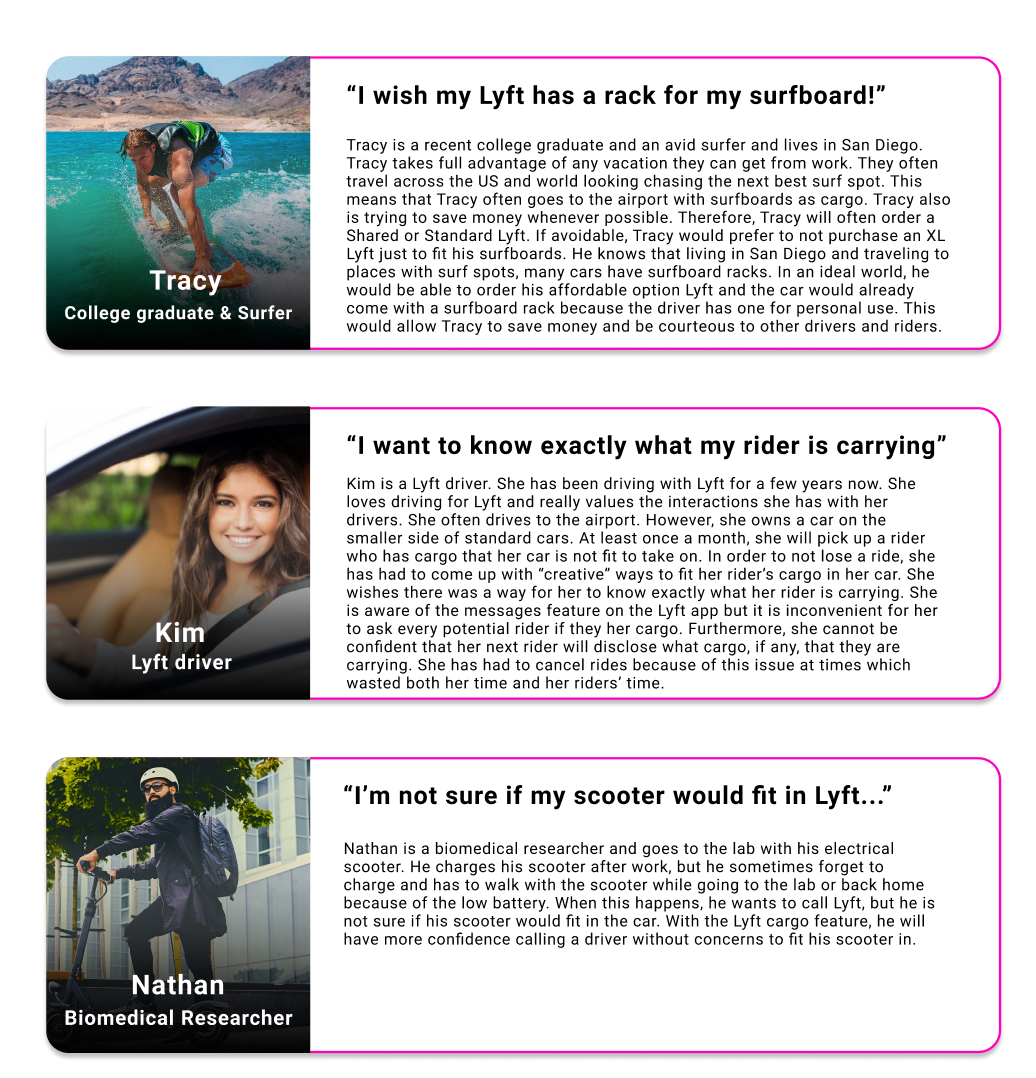 “I wish my Lyft has a rack for my surfboard!”
Tracy is a recent college graduate and an avid surfer and lives in San Diego.
Tracy takes full advantage of any vacation they can get from work. They often
travel across the US and world looking chasing the next best surf spot. This
means that Tracy often goes to the airport with surfboards as cargo. Tracy also
is trying to save money whenever possible. Therefore, Tracy will often order a
Shared or Standard Lyft. If avoidable, Tracy would prefer to not purchase an XL
Lyft just to fit his surfboards. He knows that living in San Diego and traveling to
places with surf spots, many cars have surfboard racks. In an ideal world, he
would be able to order his affordable option Lyft and the car would already
come with a surfboard rack because the driver has one for personal use. This
would allow Tracy to save money and be courteous to other drivers and riders.
Tracy
College graduate & Surfer
“I want to know exactly what my rider is carrying”
Kim is a Lyft driver. She has been driving with Lyft for a few years now. She
loves driving for Lyft and really values the interactions she has with her
drivers. She often drives to the airport. However, she owns a car on the
smaller side of standard cars. At least once a month, she will pick up a rider
who has cargo that her car is not fit to take on. In order to not lose a ride, she
has had to come up with “creative” ways to fit her rider’s cargo in her car. She
wishes there was a way for her to know exactly what her rider is carrying. She
is aware of the messages feature on the Lyft app but it is inconvenient for her
to ask every potential rider if they her cargo. Furthermore, she cannot be
confident that her next rider will disclose what cargo, if any, that they are
carrying. She has had to cancel rides because of this issue at times which
wasted both her time and her riders’ time.
Kim
Lyft driver
“I’m not sure if my scooter would fit in Lyft...”
Nathan is a biomedical researcher and goes to the lab with his electrical
scooter. He charges his scooter after work, but he sometimes forget to
charge and has to walk with the scooter while going to the lab or back home
because of the low battery. When this happens, he wants to call Lyft, but he is
not sure if his scooter would fit in the car. With the Lyft cargo feature, he will
have more confidence calling a driver without concerns to fit his scooter in.
Nathan
Biomedical Researcher